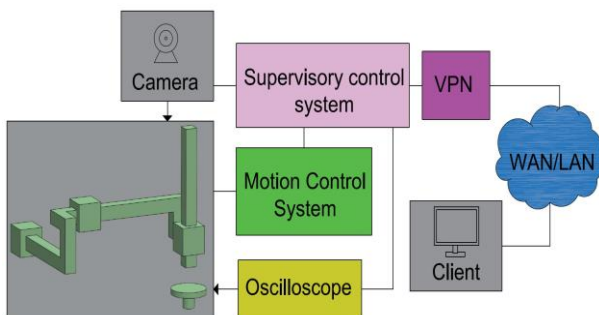 Camera
Supervisory control
system
VPN
WAN/LAN
Motion Control
System
Client
Oscilloscope